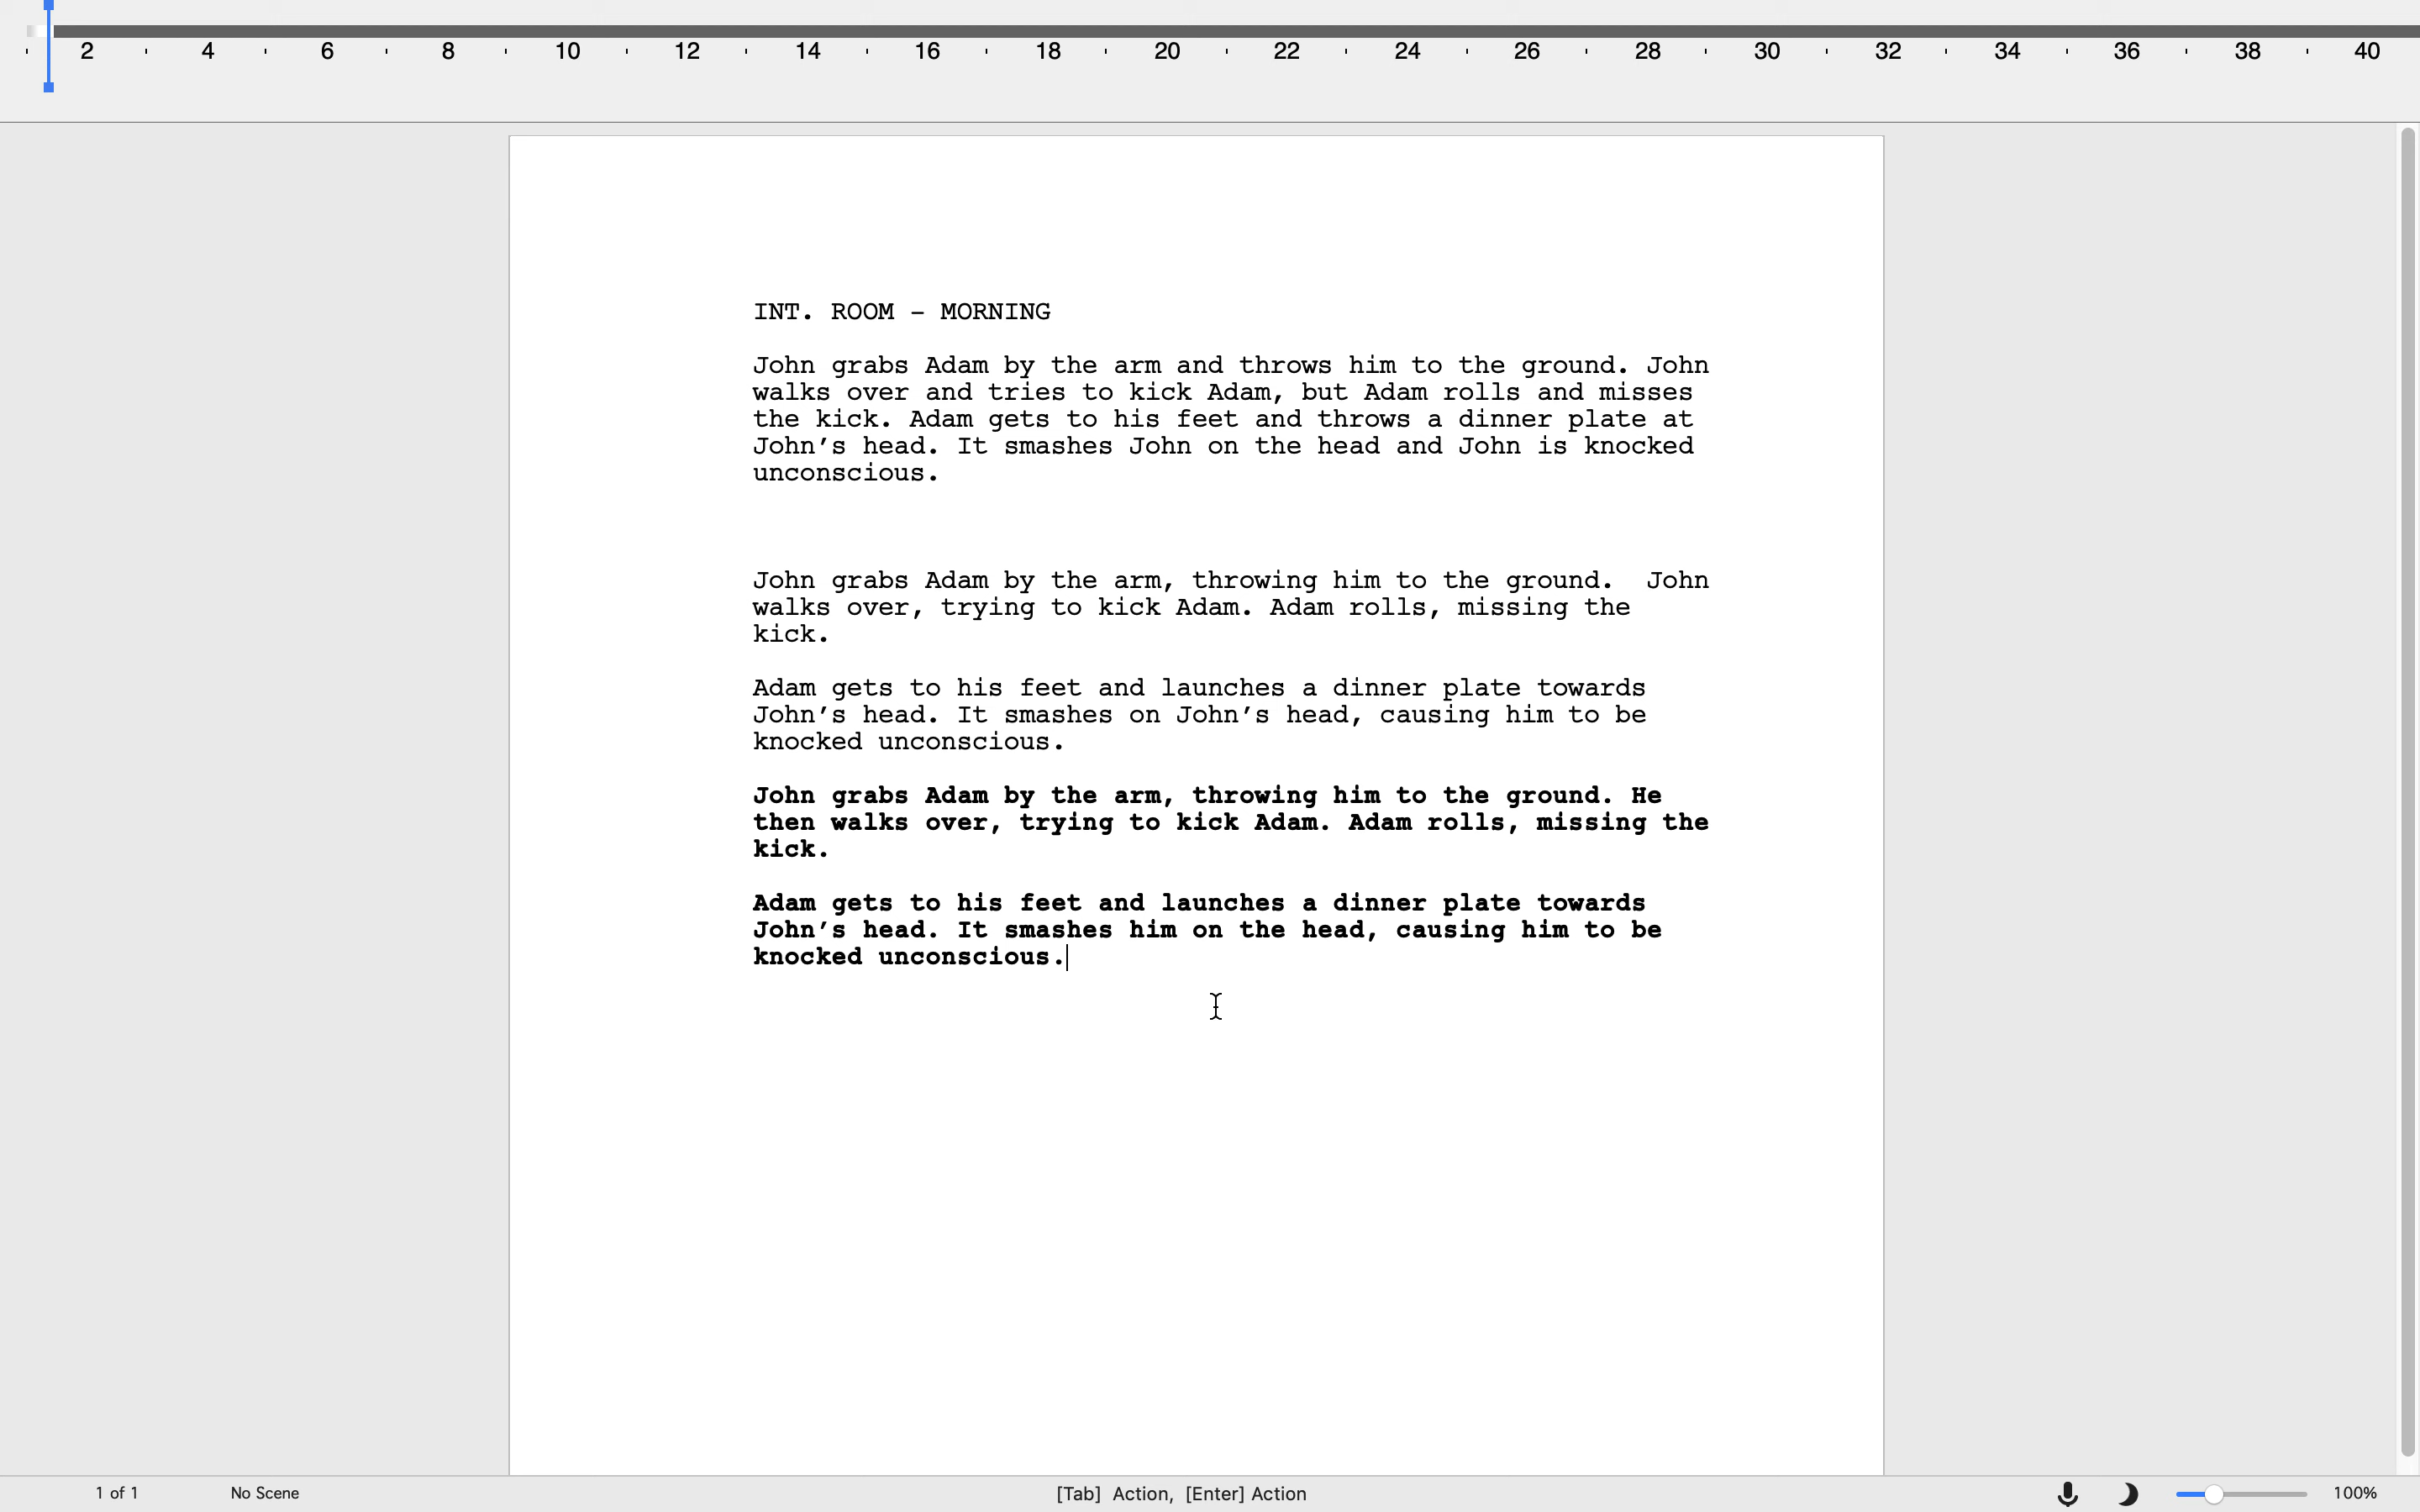 2 4 6 8 10 12 14 16 18 20 22 24 26 28 30 32 34 36 38 40
INT. ROOM – MORNING
John grabs Adam by the arm and throws him to the ground. John
walks over and tries to kick Adam, but Adam rolls and misses
the kick. Adam gets to his feet and throws a dinner plate at
John’s head. It smashes John on the head and John is knocked
unconscious.
John grabs Adam by the arm, throwing him to the ground.  John
walks over, trying to kick Adam. Adam rolls, missing the
kick.
Adam gets to his feet and launches a dinner plate towards
John’s head. It smashes on John’s head, causing him to be
knocked unconscious.
John grabs Adam by the arm, throwing him to the ground. He
then walks over, trying to kick Adam. Adam rolls, missing the
kick.
Adam gets to his feet and launches a dinner plate towards
John’s head. It smashes him on the head, causing him to be
knocked unconscious.
1 of 1 No Scene [Tab] Action, [Enter] Action 100%